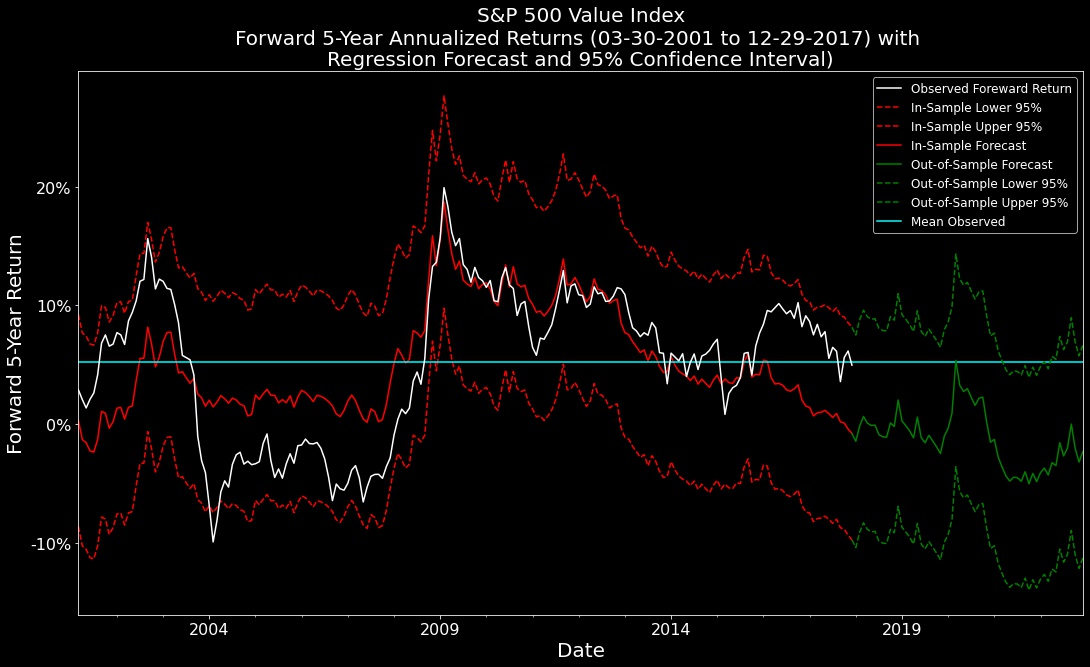 S&P 500 Value Index
Forward 5-Year Annualized Returns (03-30-2001 to 12-29-2017) with
Regression Forecast and 95% Confidence Interval)
Observed Foreward Return
In-Sample Lower 95%
In-Sample Upper 95%
In-Sample Forecast
Out-of-Sample Forecast
Out-of-Sample Lower 95%
Out-of-Sample Upper 95%
Mean Observed
Forward 5-Year Return
20%
10%
0%
-10%
2004
2009
2014
2019
Date